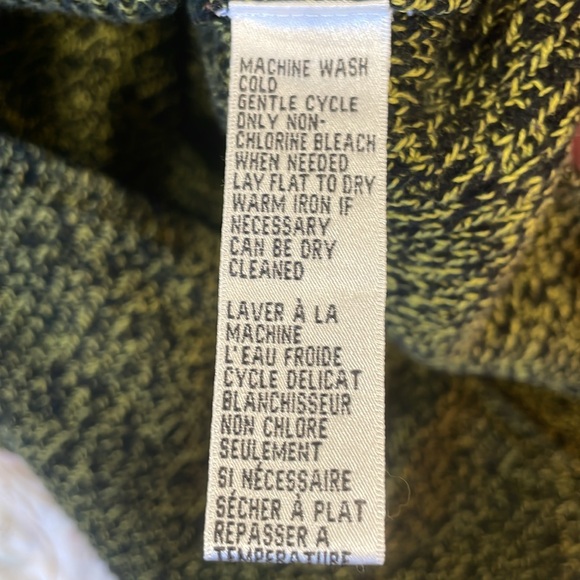 MACHINE WASH
COLD
GENTLE CYCLE
ONLY NON-
CHLORINE BLEACH
WHEN NEEDED
LAY FLAT TO DRY
WARM IRON IF
NECESSARY
CAN BE DRY
CLEANED
LAVER À LA
MACHINE
L'EAU FROIDE
CYCLE DELICAT
BLANCHISSEUR
NON CHLORE
SEULEMENT
SI NÉCESSAIRE
SÉCHER À PLAT
REPASSER A
TEMPERATURE